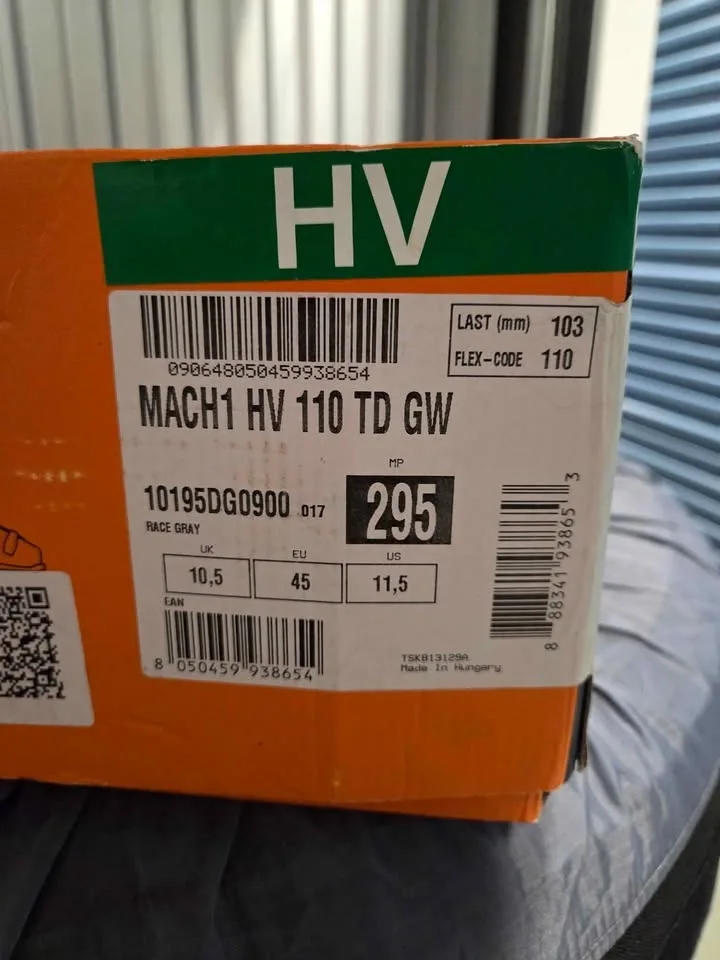 HV
LAST (mm) 103
FLEX-CODE 110
090648050459938654
MACH1 HV 110 TD GW
MP
10195DG0900 017 295
RACE GRAY
UK EU US
10,5 45 11,5
EAN
8 050459 938654
8 88341 93865 3
TSK813129A
Made In Hungary